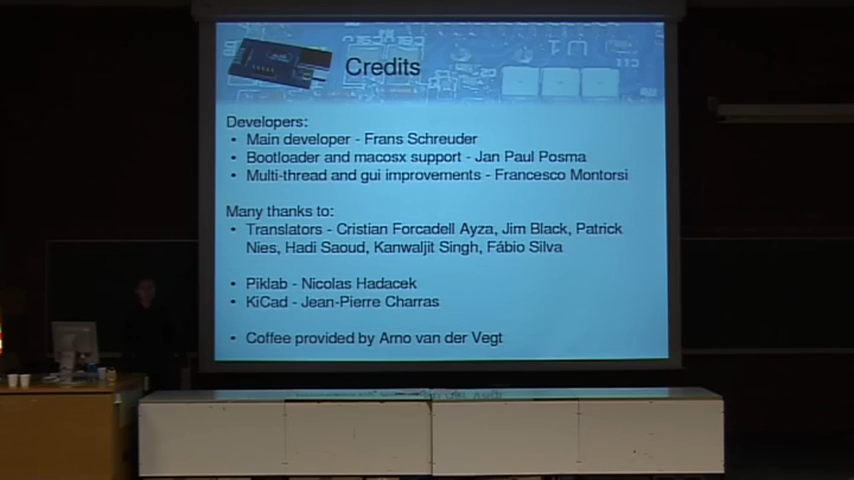 Credits
Developers:
• Main developer - Frans Schreuder
• Bootloader and macosx support - Jan Paul Posma
• Multi-thread and gui improvements - Francesco Montorsi
Many thanks to:
• Translators - Cristian Forcadell Ayza, Jim Black, Patrick
Nies, Hadi Saoud, Kanwaljit Singh, Fábio Silva
• Piklab - Nicolas Hadacek
• KiCad - Jean-Pierre Charras
• Coffee provided by Arno van der Vegt